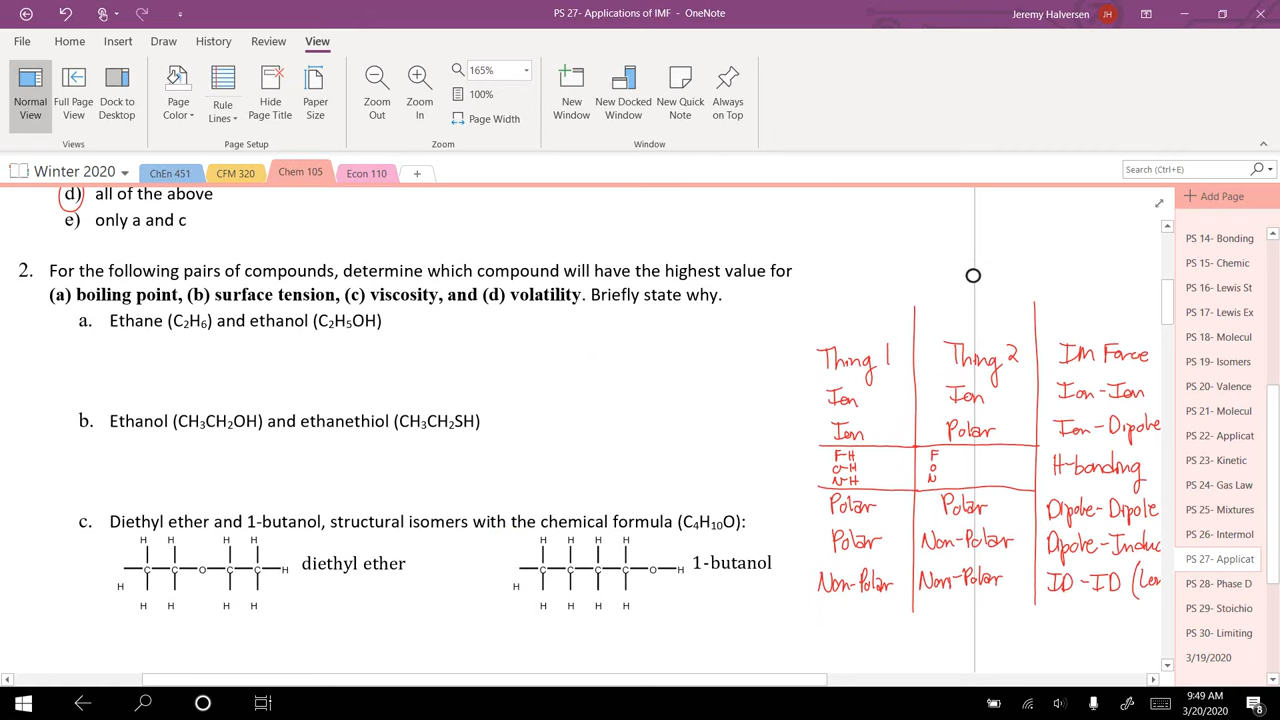 PS 27- Applications of IMF - OneNote
Jeremy Halversen
JH
File Home Insert Draw History Review View
Normal View
Full Page View
Dock to Desktop
Views
Page Color
Rule Lines
Hide Page Title
Paper Size
Page Setup
Zoom Out
Zoom In
165%
100%
Page Width
Zoom
New Window
New Docked Window
New Quick Note
Always on Top
Window
Winter 2020 ChEn 451 CFM 320 Chem 105 Econ 110 +
Search (Ctrl+E)
d) all of the above
e) only a and c
2. For the following pairs of compounds, determine which compound will have the highest value for
(a) boiling point, (b) surface tension, (c) viscosity, and (d) volatility. Briefly state why.
a. Ethane (C2H6) and ethanol (C2H5OH)
b. Ethanol (CH3CH2OH) and ethanethiol (CH3CH2SH)
c. Diethyl ether and 1-butanol, structural isomers with the chemical formula (C4H10O):
H H H H
C C O C C H diethyl ether
H
H H H H
H H H H
C C C C O H 1-butanol
H
H H H H
Thing 1 Thing 2 IM Force
Ion Ion Ion-Ion
Ion Polar Ion-Dipole
F-H F
O-H O H-bonding
N-H N
Polar Polar Dipole-Dipole
Polar Non-Polar Dipole-Induc
Non-Polar Non-Polar ID-ID (Lon
Add Page
PS 14- Bonding
PS 15- Chemic
PS 16- Lewis St
PS 17- Lewis Ex
PS 18- Molecul
PS 19- Isomers
PS 20- Valence
PS 21- Molecul
PS 22- Applicat
PS 23- Kinetic
PS 24- Gas Law
PS 25- Mixtures
PS 26- Intermol
PS 27- Applicat
PS 28- Phase D
PS 29- Stoichio
PS 30- Limiting
3/19/2020
9:49 AM
3/20/2020
8